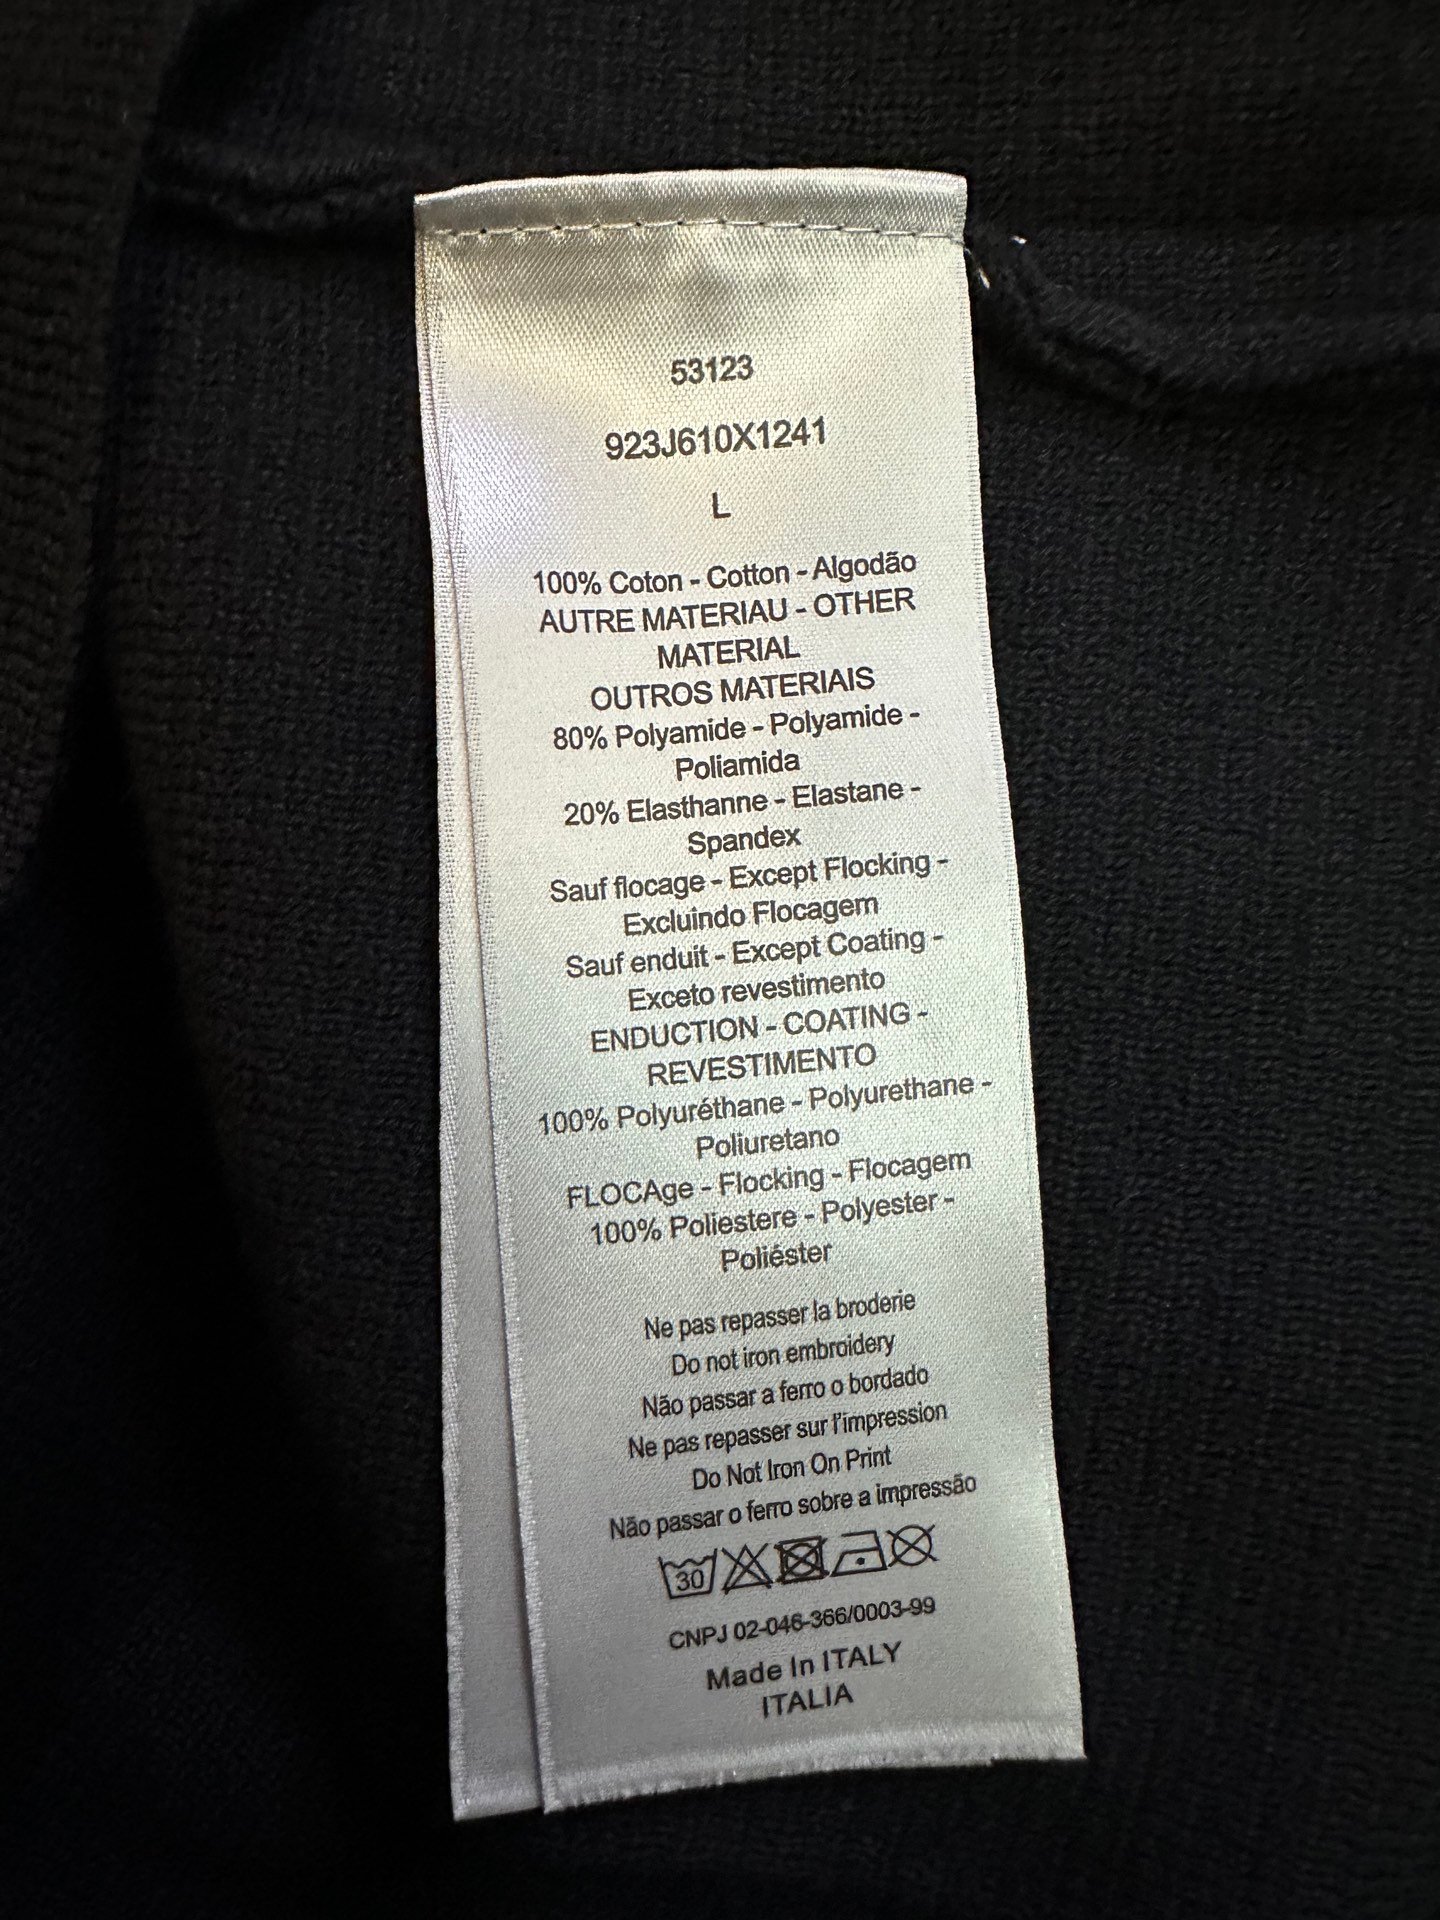 53123
923J610X1241
L
100% Coton - Cotton - Algodão
AUTRE MATERIAU - OTHER
MATERIAL
OUTROS MATERIAIS
80% Polyamide - Polyamide -
Poliamida
20% Elasthanne - Elastane -
Spandex
Sauf flocage - Except Flocking -
Excluindo Flocagem
Sauf enduit - Except Coating -
Exceto revestimento
ENDUCTION - COATING -
REVESTIMENTO
100% Polyuréthane - Polyurethane -
Poliuretano
FLOCAge - Flocking - Flocagem
100% Poliestere - Polyester -
Poliéster
Ne pas repasser la broderie
Do not iron embroidery
Não passar a ferro o bordado
Ne pas repasser sur l'impression
Do Not Iron On Print
Não passar o ferro sobre a impressão
30
CNPJ 02-046-366/0003-99
Made In ITALY
ITALIA